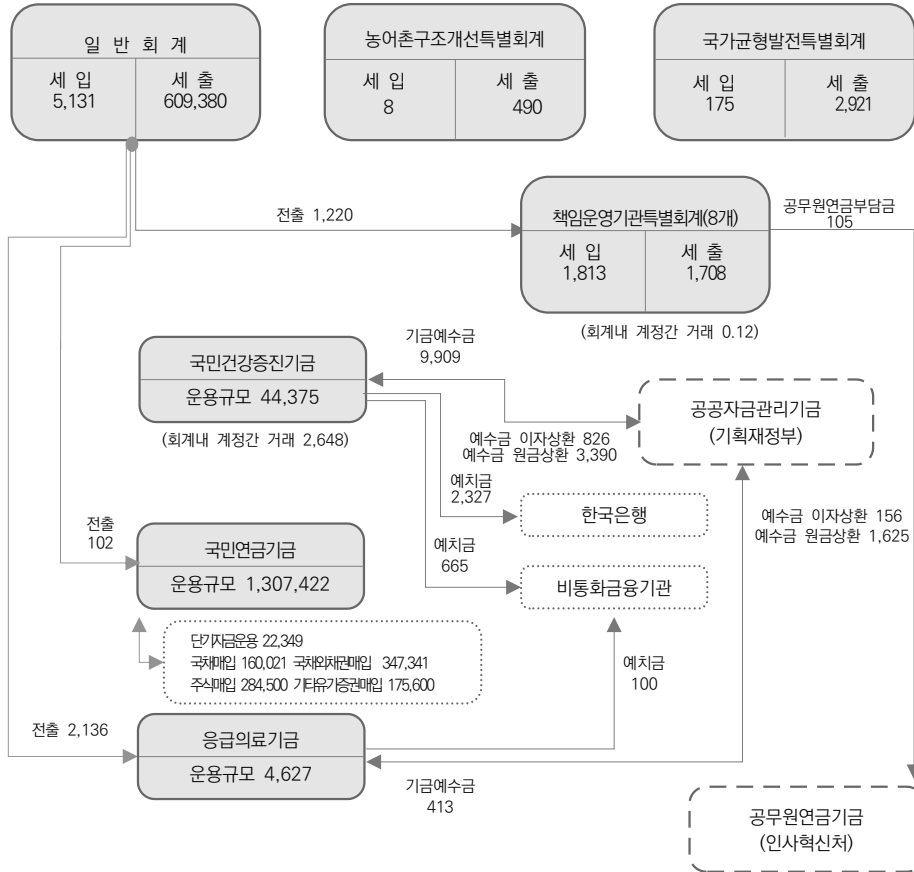 일 반 회 계
세 입
5,131
세 출
609,380
농어촌구조개선특별회계
세 입
8
세 출
490
국가균형발전특별회계
세 입
175
세 출
2,921
전출 1,220
책임운영기관특별회계(8개)
세 입
1,813
세 출
1,708
(회계내 계정간 거래 0.12)
공무원연금부담금
105
국민건강증진기금
운용규모 44,375
(회계내 계정간 거래 2,648)
기금예수금
9,909
예수금 이자상환 826
예수금 원금상환 3,390
공공자금관리기금
(기획재정부)
예치금
2,327
한국은행
예수금 이자상환 156
예수금 원금상환 1,625
전출
102
국민연금기금
운용규모 1,307,422
예치금
665
비통화금융기관
단기자금운용 22,349
국채매입 160,021 국채외채권매입 347,341
주식매입 284,500 기타유가증권매입 175,600
예치금
100
전출 2,136
응급의료기금
운용규모 4,627
기금예수금
413
공무원연금기금
(인사혁신처)